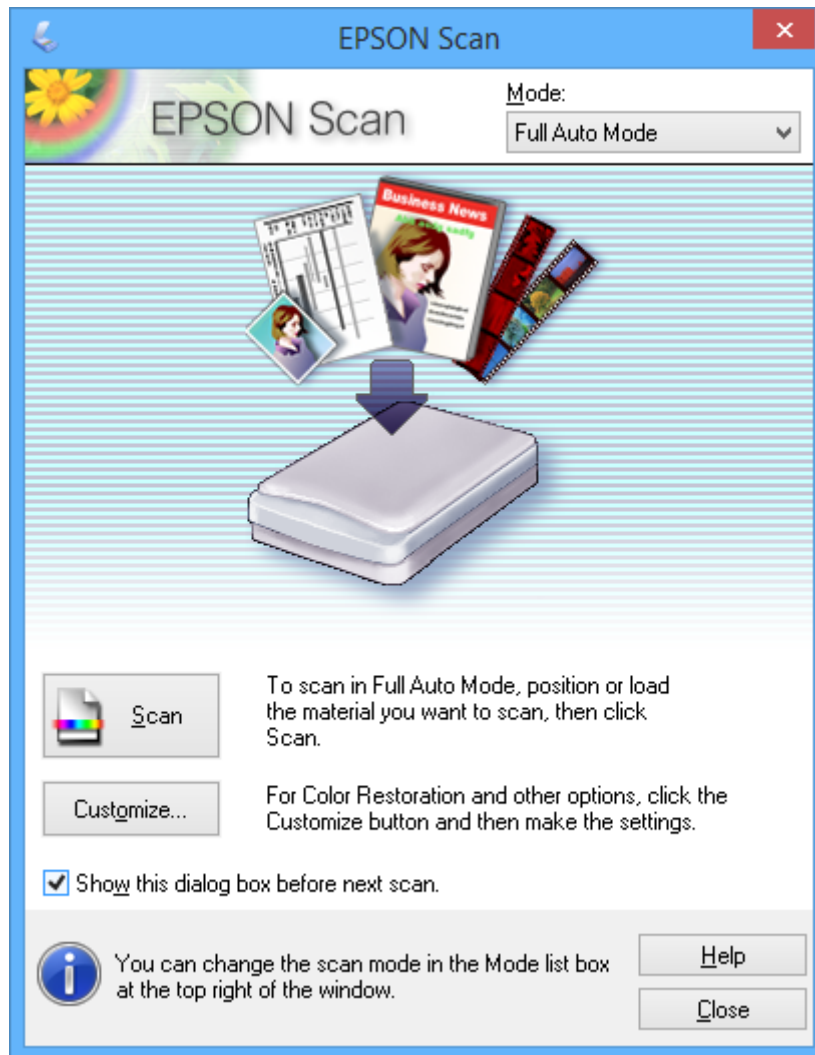 EPSON Scan
EPSON Scan
Mode:
Full Auto Mode
Business News
Scan
To scan in Full Auto Mode, position or load
the material you want to scan, then click
Scan.
Customize...
For Color Restoration and other options, click the
Customize button and then make the settings.
Show this dialog box before next scan.
You can change the scan mode in the Mode list box
at the top right of the window.
Help
Close